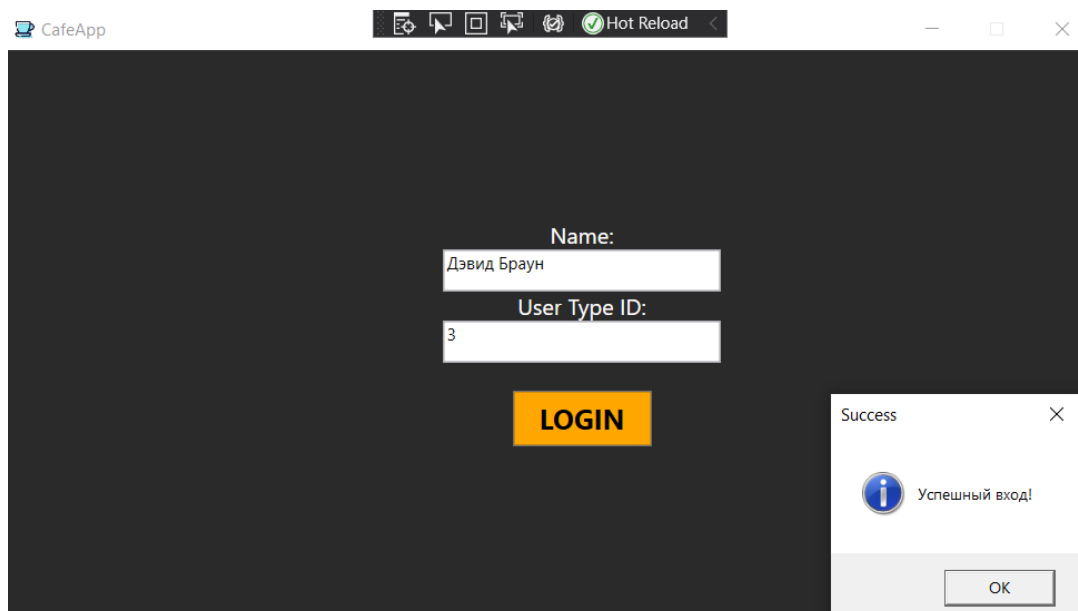 CafeApp
Hot Reload
Name:
Дэвид Браун
User Type ID:
3
LOGIN
Success
Успешный вход!
OK